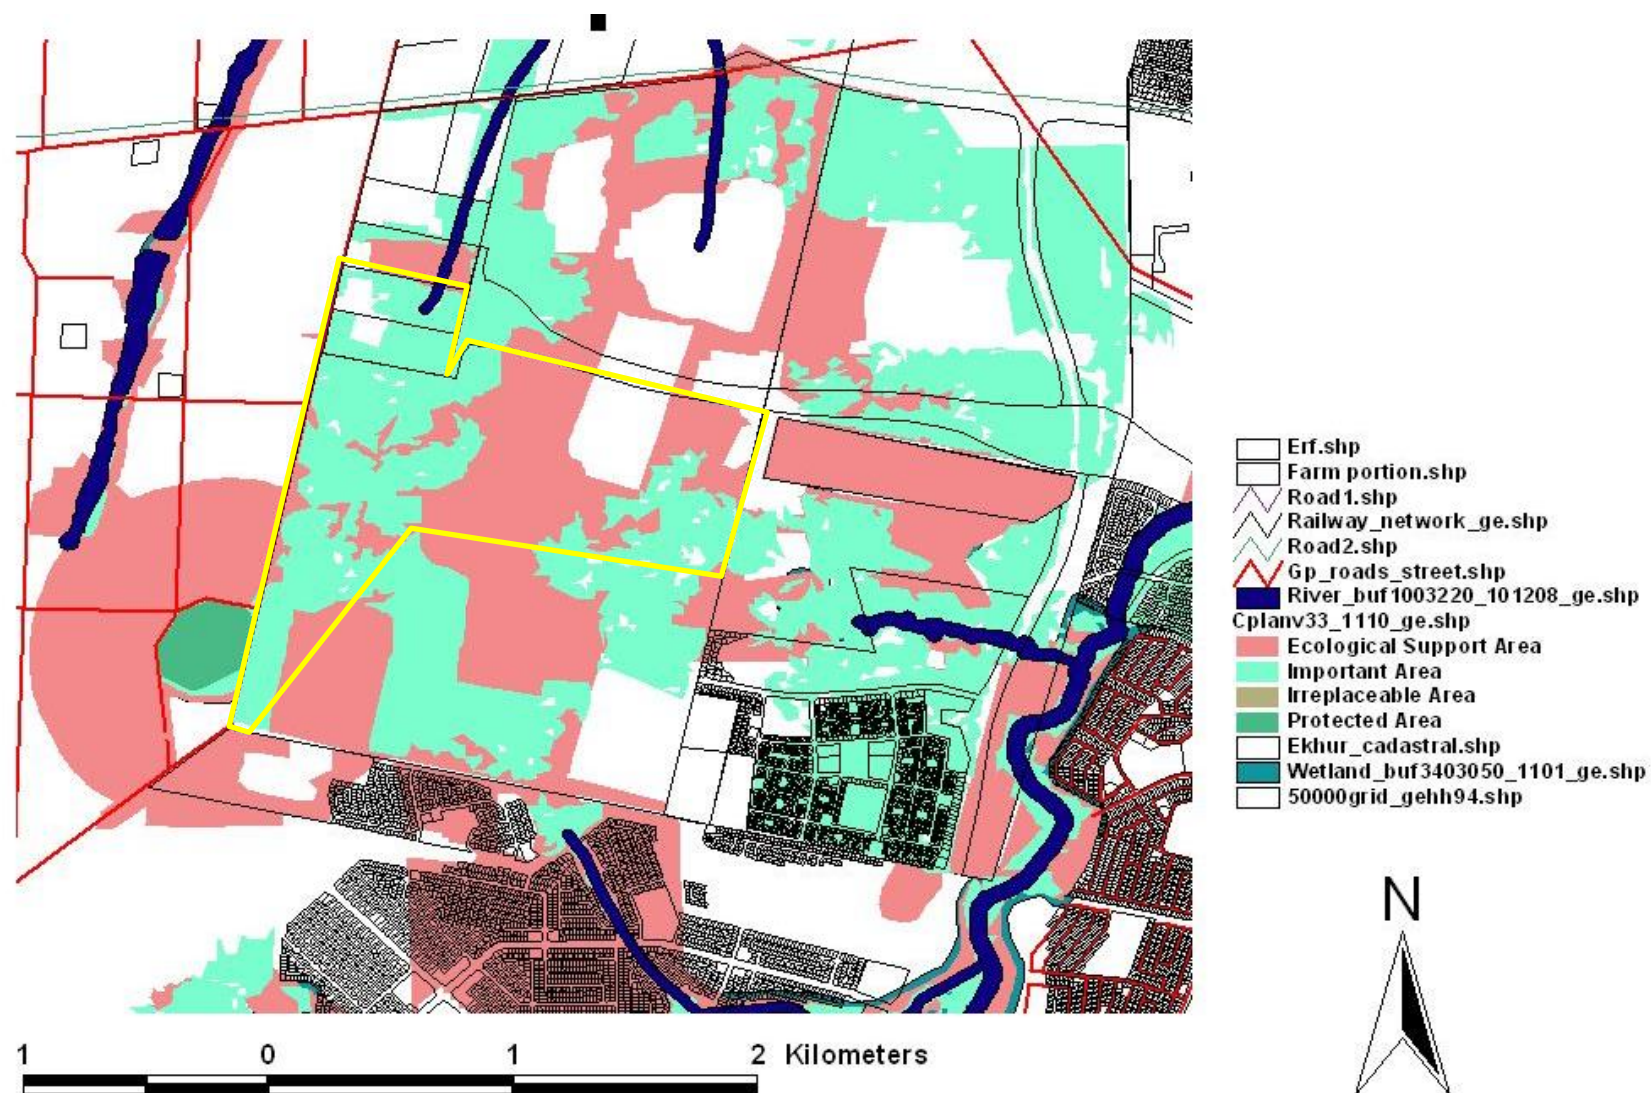 Erf.shp
Farm portion.shp
Road1.shp
Railway_network_ge.shp
Road2.shp
Gp_roads_street.shp
River_buf1003220_101208_ge.shp
Cplanv33_1110_ge.shp
Ecological Support Area
Important Area
Irreplaceable Area
Protected Area
Ekhur_cadastral.shp
Wetland_buf3403050_1101_ge.shp
50000grid_gehh94.shp
N
1 0 1 2 Kilometers